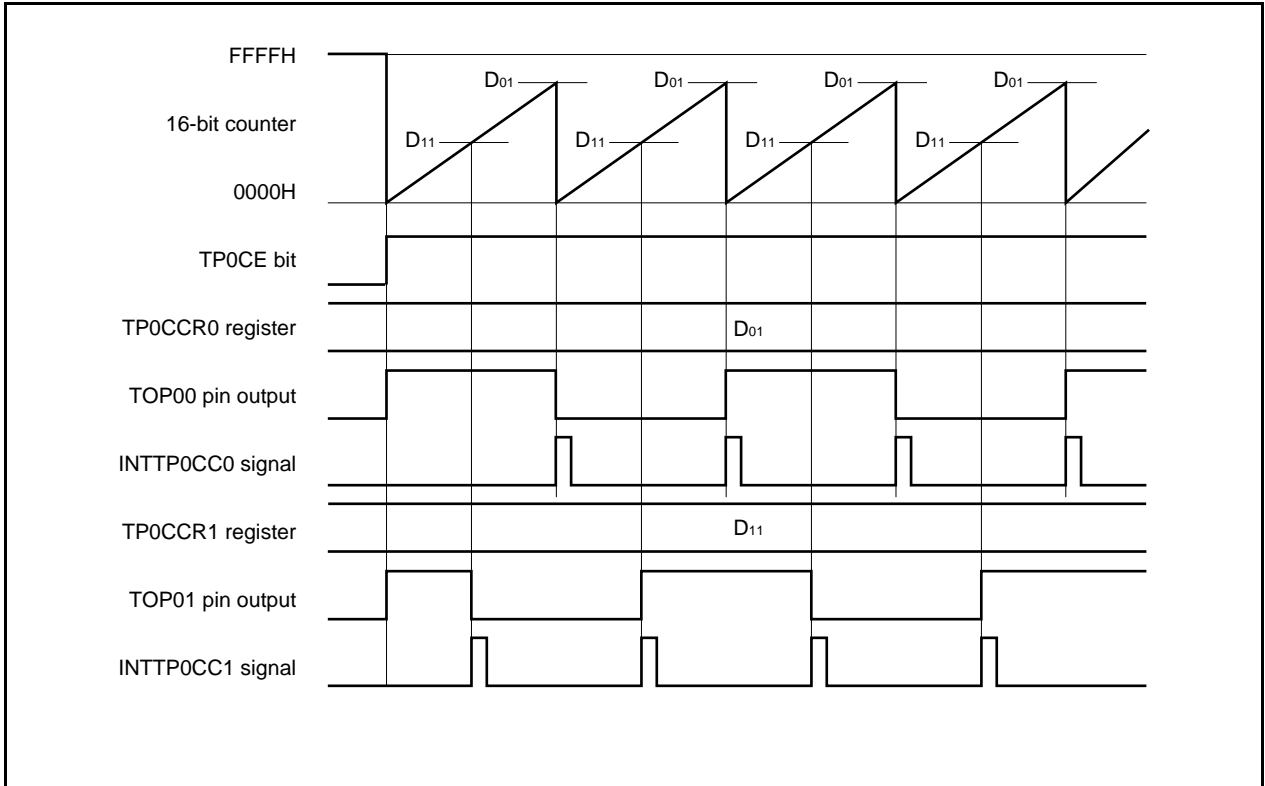 FFFFH
D01 D01 D01 D01
16-bit counter
D11 D11 D11 D11
0000H
TP0CE bit
TP0CCR0 register
D01
TOP00 pin output
INTTP0CC0 signal
TP0CCR1 register
D11
TOP01 pin output
INTTP0CC1 signal